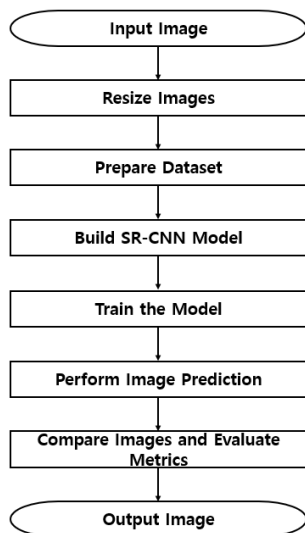 Input Image
Resize Images
Prepare Dataset
Build SR-CNN Model
Train the Model
Perform Image Prediction
Compare Images and Evaluate
Metrics
Output Image